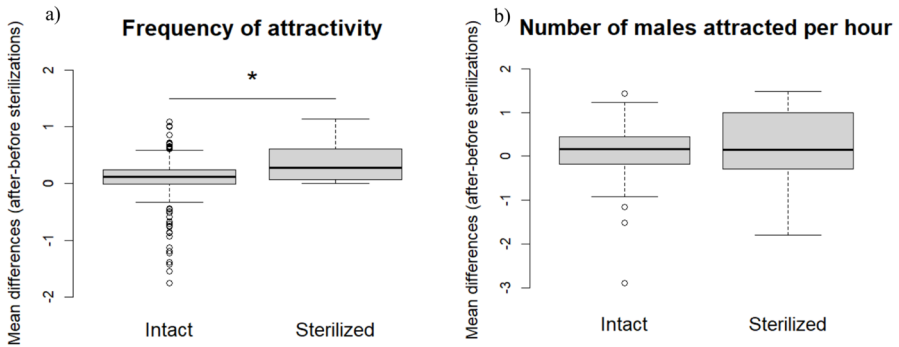 a)
Frequency of attractivity
Mean differences (after-before sterilizations)
2
1
0
-1
-2
*
Intact
Sterilized
b)
Number of males attracted per hour
Mean differences (after-before sterilizations)
2
1
0
-1
-2
-3
Intact
Sterilized